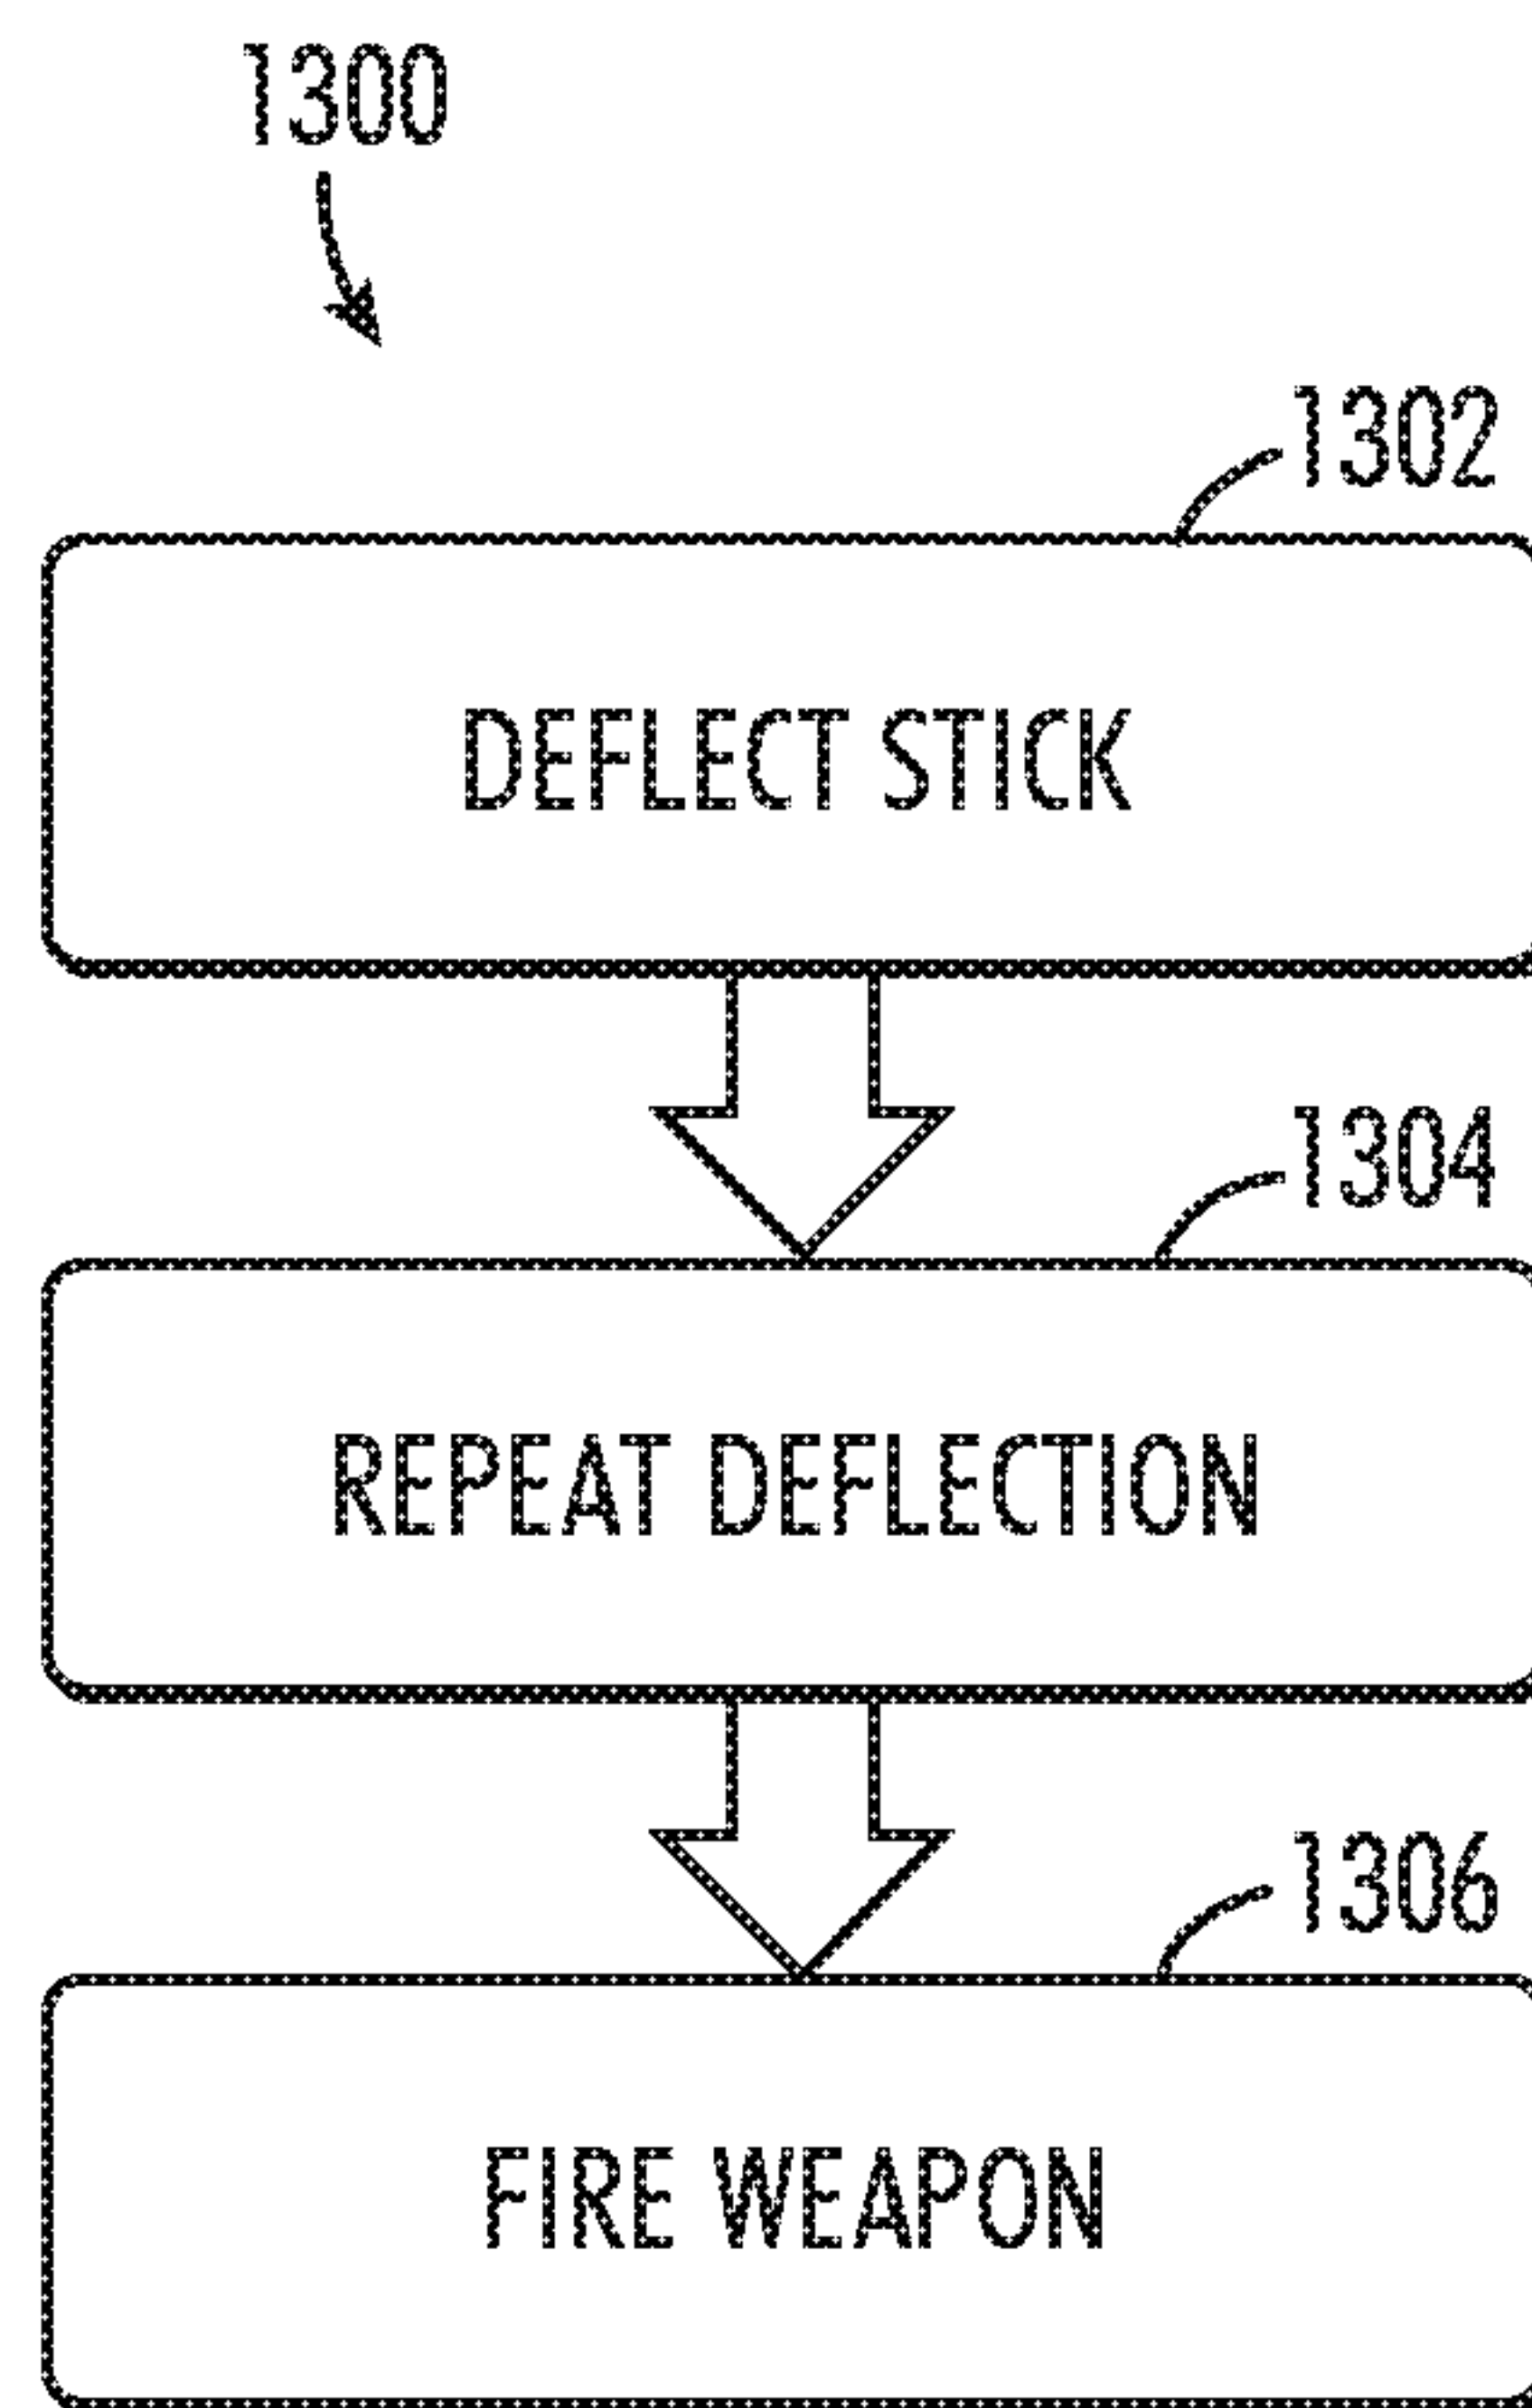 1300
1302
DEFLECT STICK
1304
REPEAT DEFLECTION
1306
FIRE WEAPON